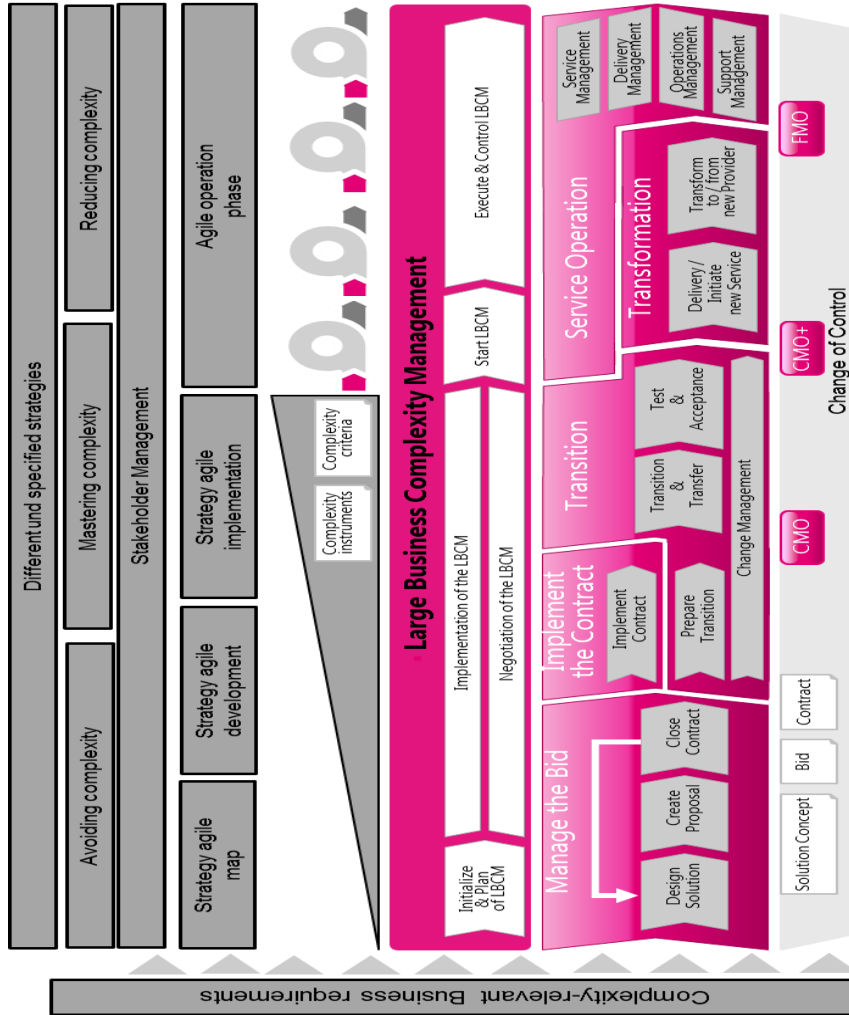 Different und specified strategies
Avoiding complexity
Mastering complexity
Reducing complexity
Stakeholder Management
Strategy agile
map
Strategy agile
development
Strategy agile
implementation
Agile operation
phase
Complexity
instruments
Complexity
criteria
Large Business Complexity Management
Initialize
& Plan
of LBCM
Implementation of the LBCM
Negotiation of the LBCM
Start LBCM
Execute & Control LBCM
Manage the Bid
Design
Solution
Create
Proposal
Close
Contract
Implement
the Contract
Implement
Contract
Prepare
Transition
Transition
Transition
&
Transfer
Test
&
Acceptance
Change Management
Service Operation
Transformation
Delivery /
Initiate
new Service
Transform
to / from
new Provider
Service
Management
Delivery
Management
Operations
Management
Support
Management
Solution Concept
Bid
Contract
CMO
CMO+
FMO
Change of Control
Complexity-relevant Business requirements